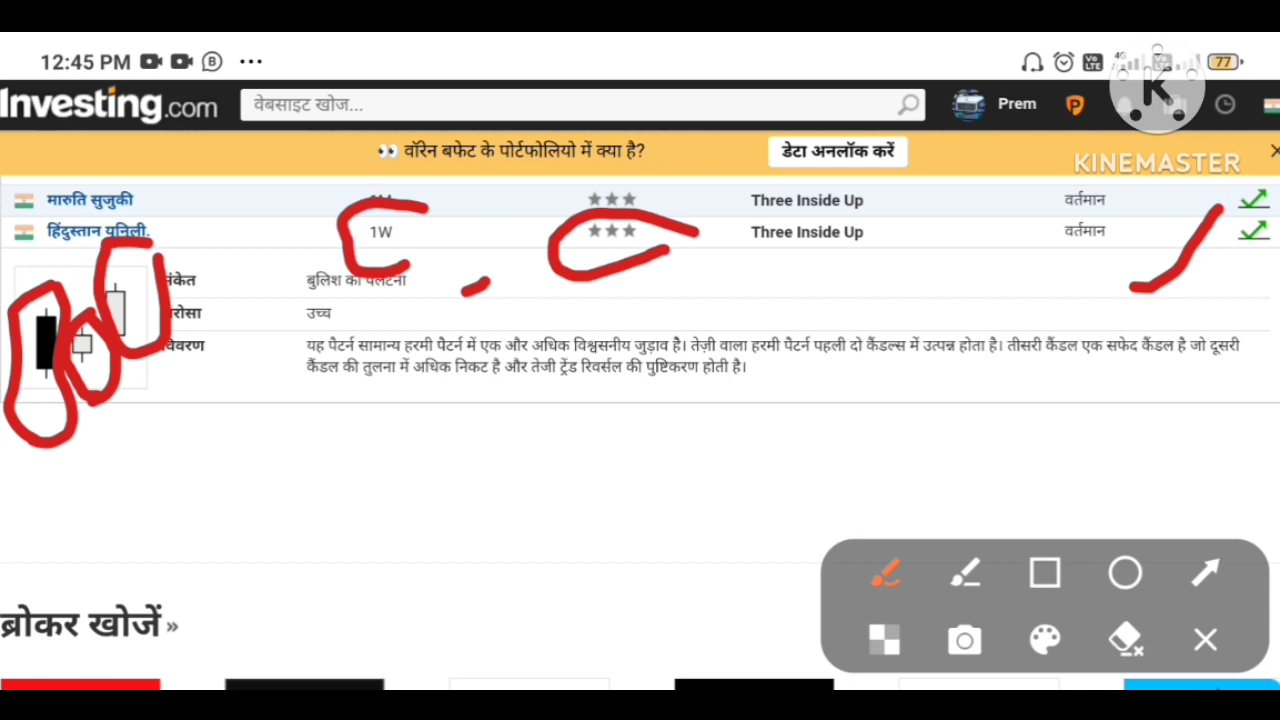 12:45 PM
77
Investing.com
वेबसाइट खोज...
Prem
KINEMASTER
वॉरेन बफेट के पोर्टफोलियो में क्या है?
डेटा अनलॉक करें
मारुति सुजुकी Three Inside Up वर्तमान
हिंदुस्तान यूनिली. 1W Three Inside Up वर्तमान
बुलिश का पलटना
उच्च
विवरण यह पैटर्न सामान्य हरमी पैटर्न में एक और अधिक विश्वसनीय जुड़ाव है। तेज़ी वाला हरमी पैटर्न पहली दो कैंडल्स में उत्पन्न होता है। तीसरी कैंडल एक सफेद कैंडल है जो दूसरी
कैंडल की तुलना में अधिक निकट है और तेजी ट्रेंड रिवर्सल की पुष्टिकरण होती है।
ब्रोकर खोजें »